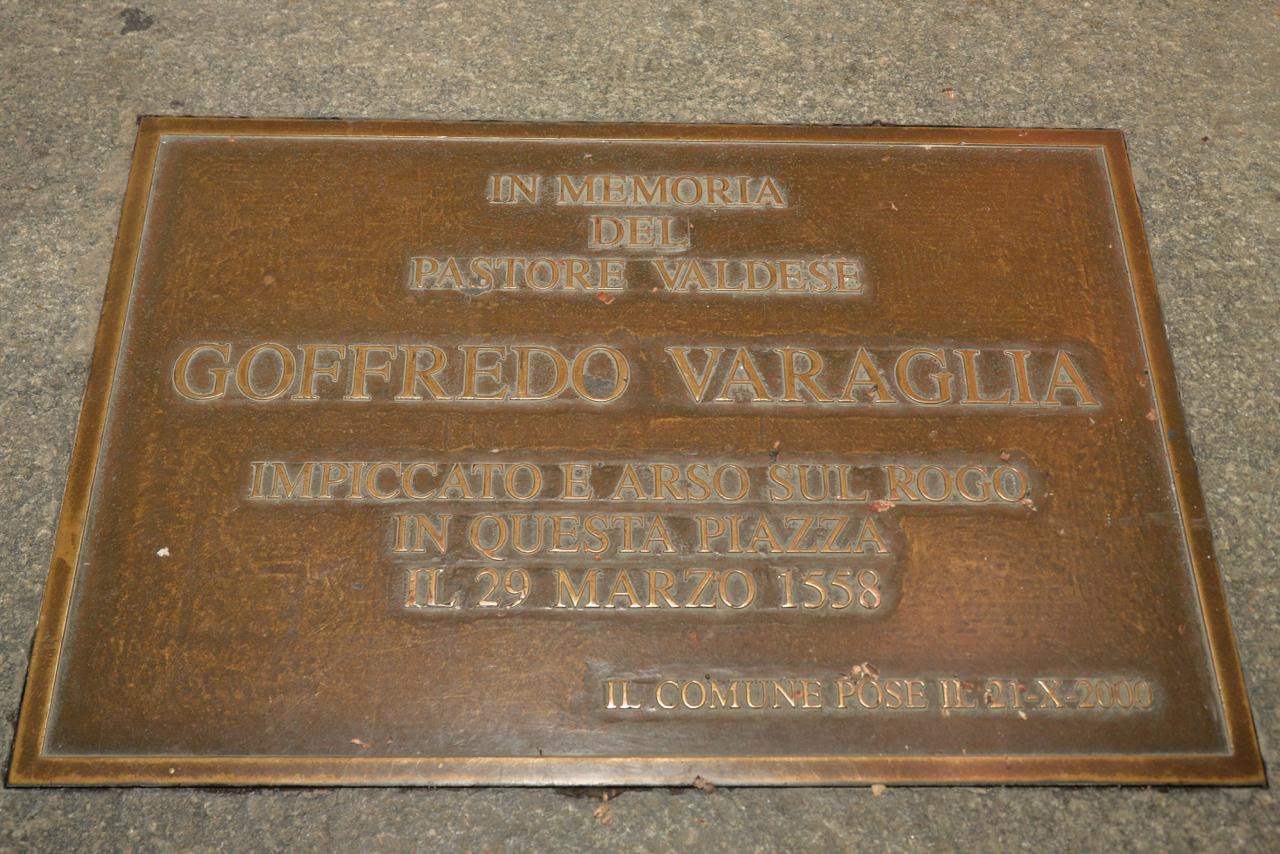 IN MEMORIA
DEL
PASTORE VALDESE
GOFFREDO VARAGLIA
IMPICCATO E ARSO SUL ROGO
IN QUESTA PIAZZA
IL 29 MARZO 1558
IL COMUNE POSE IL 21-X-2000